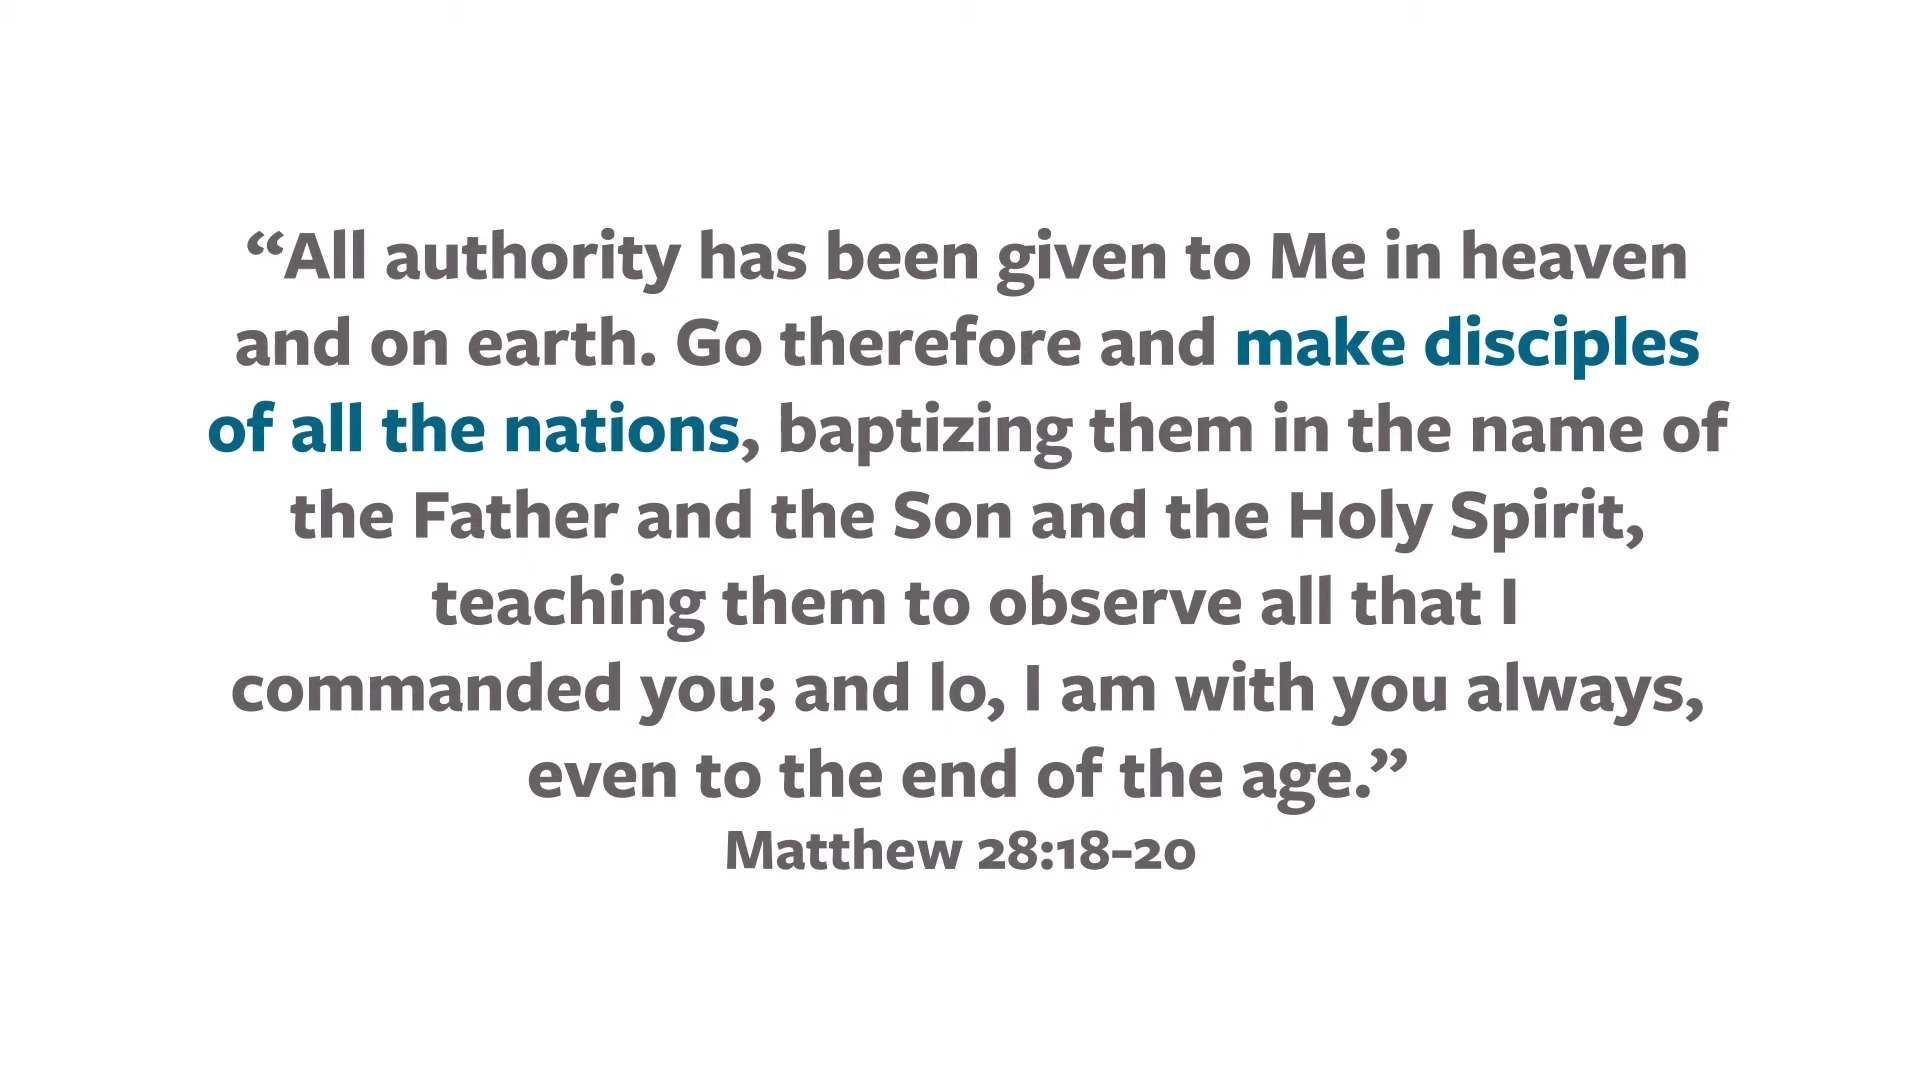 “All authority has been given to Me in heaven
and on earth. Go therefore and make disciples
of all the nations, baptizing them in the name of
the Father and the Son and the Holy Spirit,
teaching them to observe all that I
commanded you; and lo, I am with you always,
even to the end of the age.”
Matthew 28:18-20